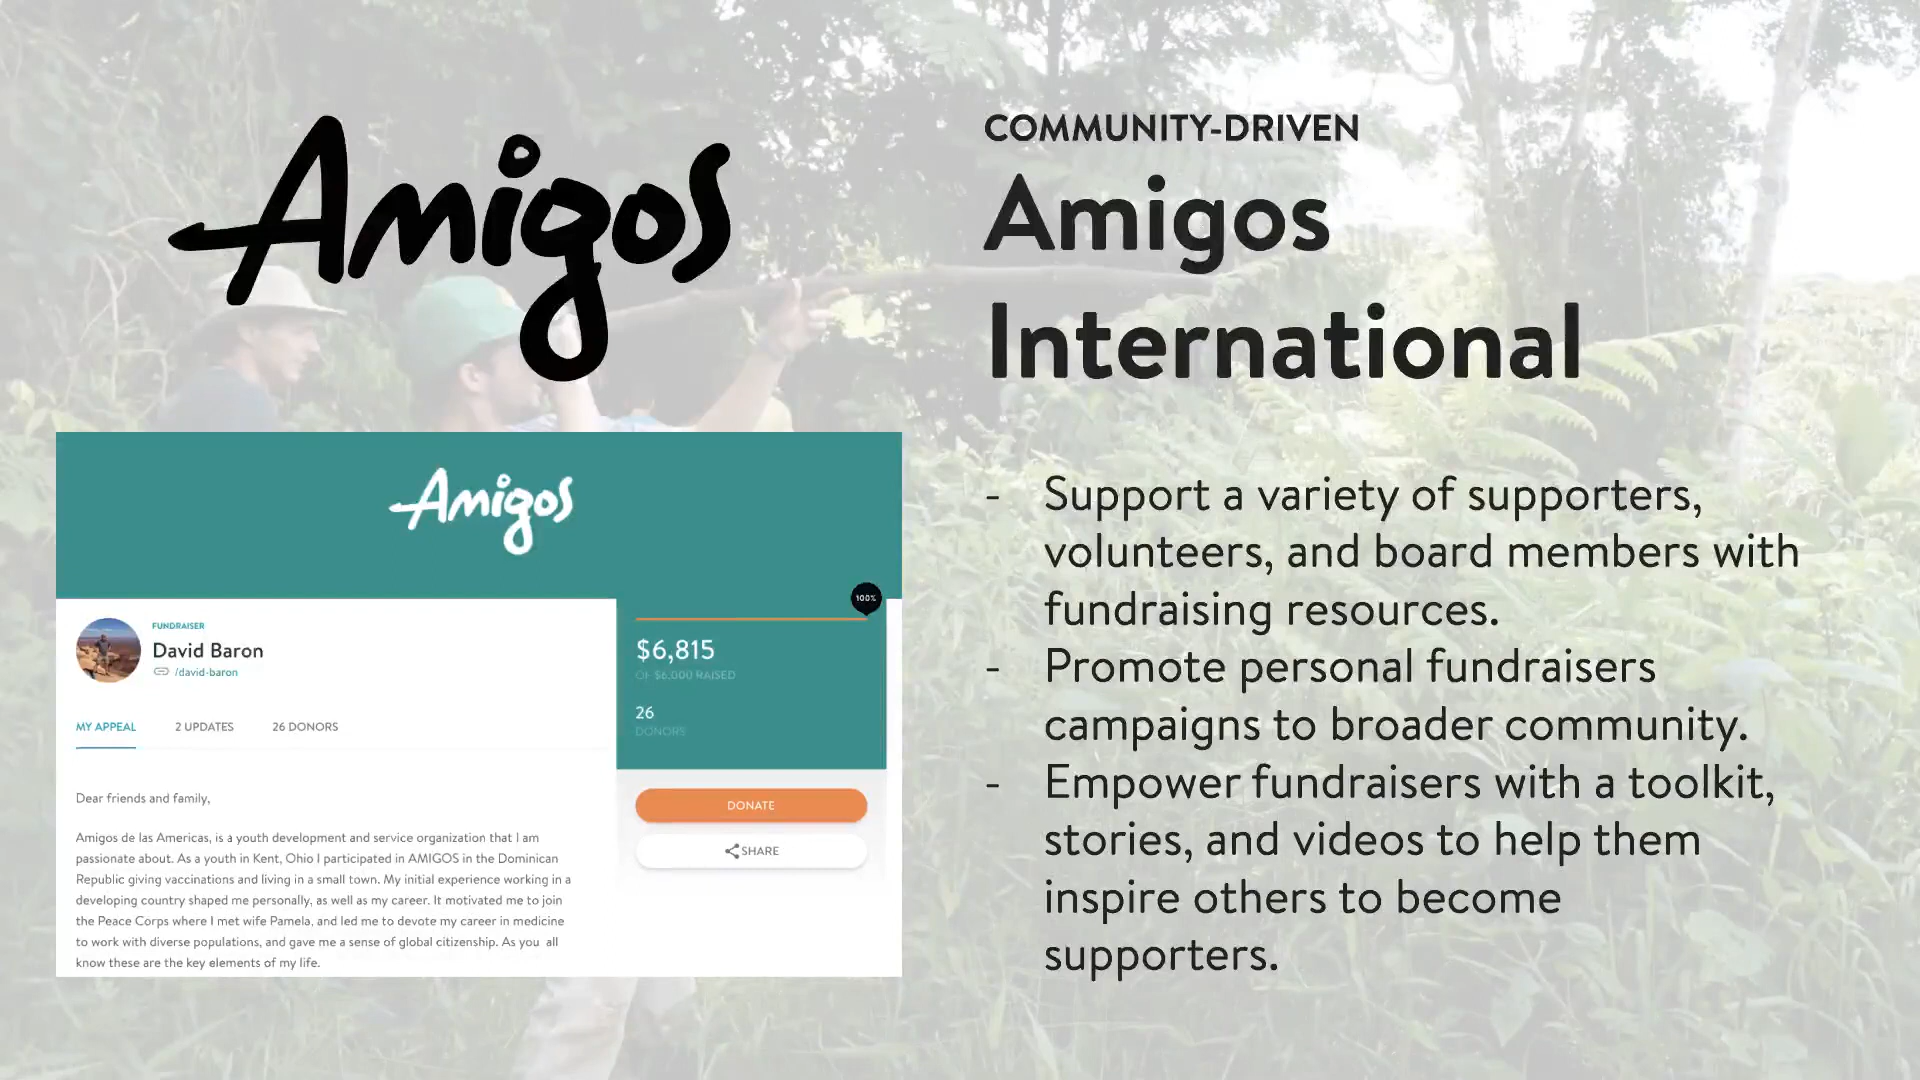 Amigos
COMMUNITY-DRIVEN
Amigos
International
- Support a variety of supporters,
volunteers, and board members with
fundraising resources.
- Promote personal fundraisers
campaigns to broader community.
- Empower fundraisers with a toolkit,
stories, and videos to help them
inspire others to become
supporters.
Amigos
100%
FUNDRAISER
David Baron
/david-baron
MY APPEAL 2 UPDATES 26 DONORS
$6,815
OF $6,000 RAISED
26
DONORS
DONATE
SHARE
Dear friends and family,
Amigos de las Americas, is a youth development and service organization that I am
passionate about. As a youth in Kent, Ohio I participated in AMIGOS in the Dominican
Republic giving vaccinations and living in a small town. My initial experience working in a
developing country shaped me personally, as well as my career. It motivated me to join
the Peace Corps where I met wife Pamela, and led me to devote my career in medicine
to work with diverse populations, and gave me a sense of global citizenship. As you all
know these are the key elements of my life.